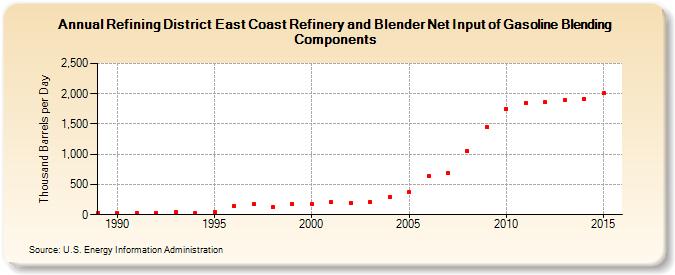 Annual Refining District East Coast Refinery and Blender Net Input of Gasoline Blending
Components
Thousand Barrels per Day
2,500
2,000
1,500
1,000
500
0
1990 1995 2000 2005 2010 2015
Source: U.S. Energy Information Administration